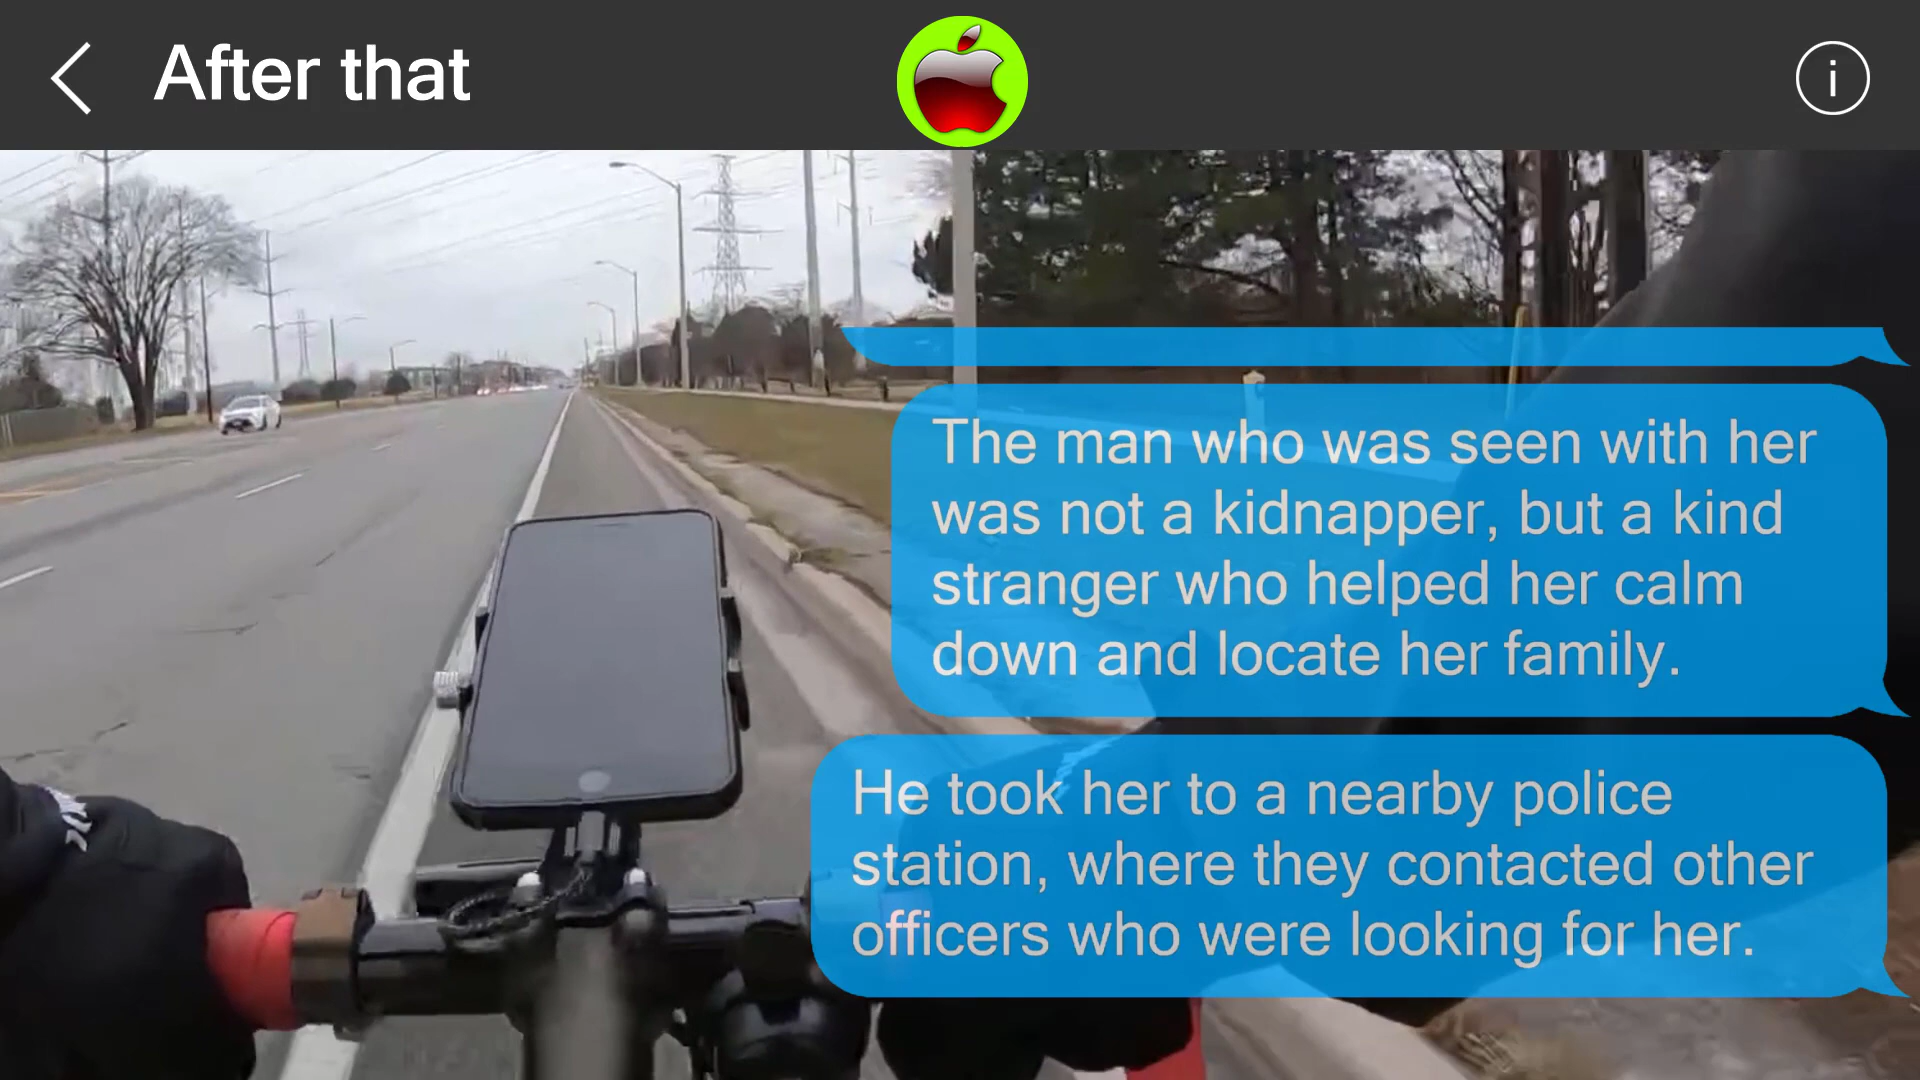 After that
i
The man who was seen with her
was not a kidnapper, but a kind
stranger who helped her calm
down and locate her family.
He took her to a nearby police
station, where they contacted other
officers who were looking for her.